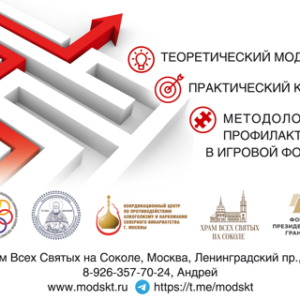 ТЕОРЕТИЧЕСКИЙ МОД
ПРАКТИЧЕСКИЙ К
МЕТОДОЛО
ПРОФИЛАКТ
В ИГРОВОЙ ФО
КООРДИНАЦИОННЫЙ ЦЕНТР
ПО ПРОТИВОДЕЙСТВИЮ
АЛКОГОЛИЗМУ И НАРКОМАНИИ
СЕВЕРНОГО ВИКАРИАТСТВА
Г. МОСКВЫ
ХРАМ ВСЕХ СВЯТЫХ
НА СОКОЛЕ
ФО
ПРЕЗИДЕ
ГРАН
м Всех Святых на Соколе, Москва, Ленинградский пр.,
8-926-357-70-24, Андрей
www.modskt.ru https://t.me/modskt